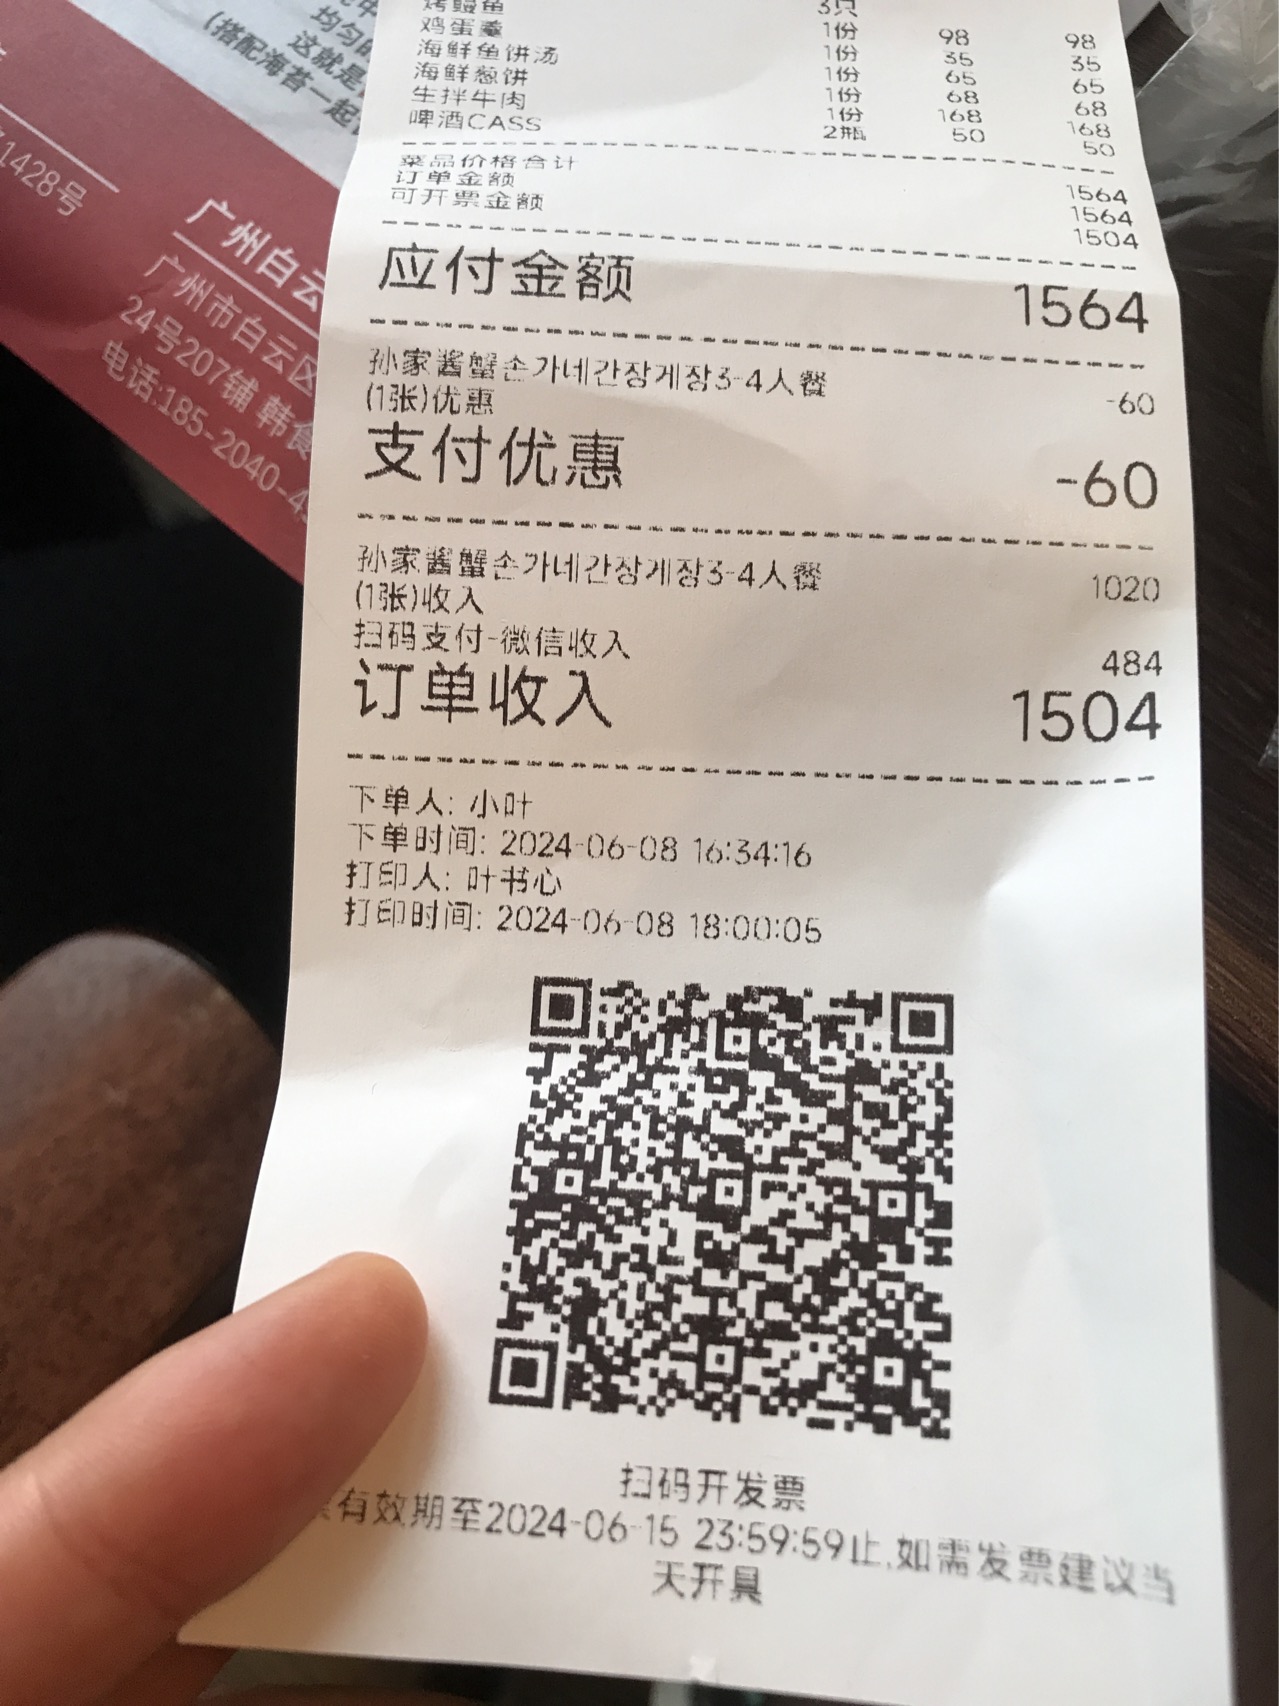 均匀
这就是
(搭配海苔一起
1428号
广州白云
广州市白云区
24号207铺 韩食
电话:185-2040-4
烤鳗鱼 3只 98 98
鸡蛋羹 1份 35 35
海鲜鱼饼汤 1份 65 65
海鲜葱饼 1份 68 68
生拌牛肉 1份 168 168
啤酒CASS 2瓶 50 50
菜品价格合计 1564
订单金额 1564
可开票金额 1504
应付金额 1564
孙家酱蟹손가네간장게장3-4人餐 -60
(1张)优惠
支付优惠 -60
孙家酱蟹손가네간장게장3-4人餐 1020
(1张)收入
扫码支付-微信收入 484
订单收入 1504
下单人: 小叶
下单时间: 2024-06-08 16:34:16
打印人: 叶书心
打印时间: 2024-06-08 18:00:05
扫码开发票
有效期至2024-06-15 23:59:59止,如需发票建议当
天开具